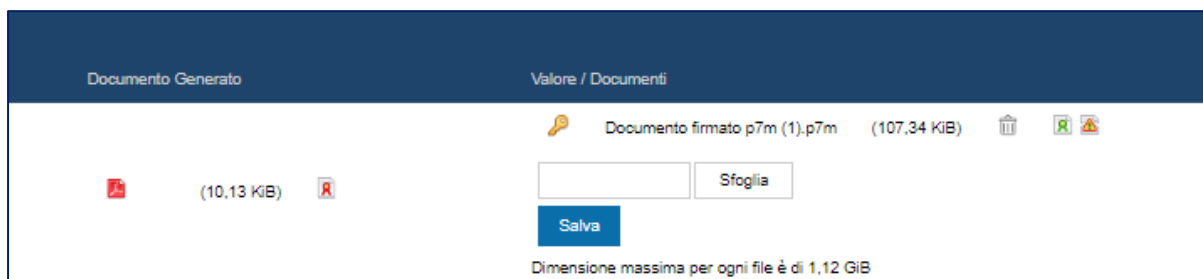 Documento Generato
Valore / Documenti
Documento firmato p7m (1).p7m (107,34 KiB)
(10,13 KiB)
Sfoglia
Salva
Dimensione massima per ogni file è di 1,12 GiB